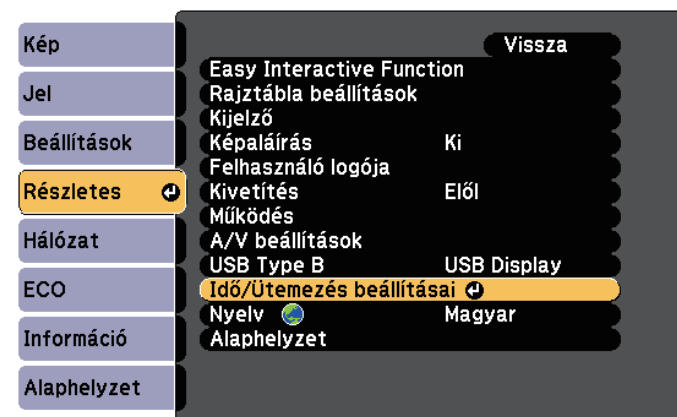 Kép
Jel
Beállítások
Részletes
Hálózat
ECO
Információ
Alaphelyzet
Vissza
Easy Interactive Function
Rajztábla beállítások
Kijelző
Képaláírás Ki
Felhasználó logója
Kivetítés Elől
Működés
A/V beállítások
USB Type B USB Display
Idő/Ütemezés beállításai
Nyelv Magyar
Alaphelyzet